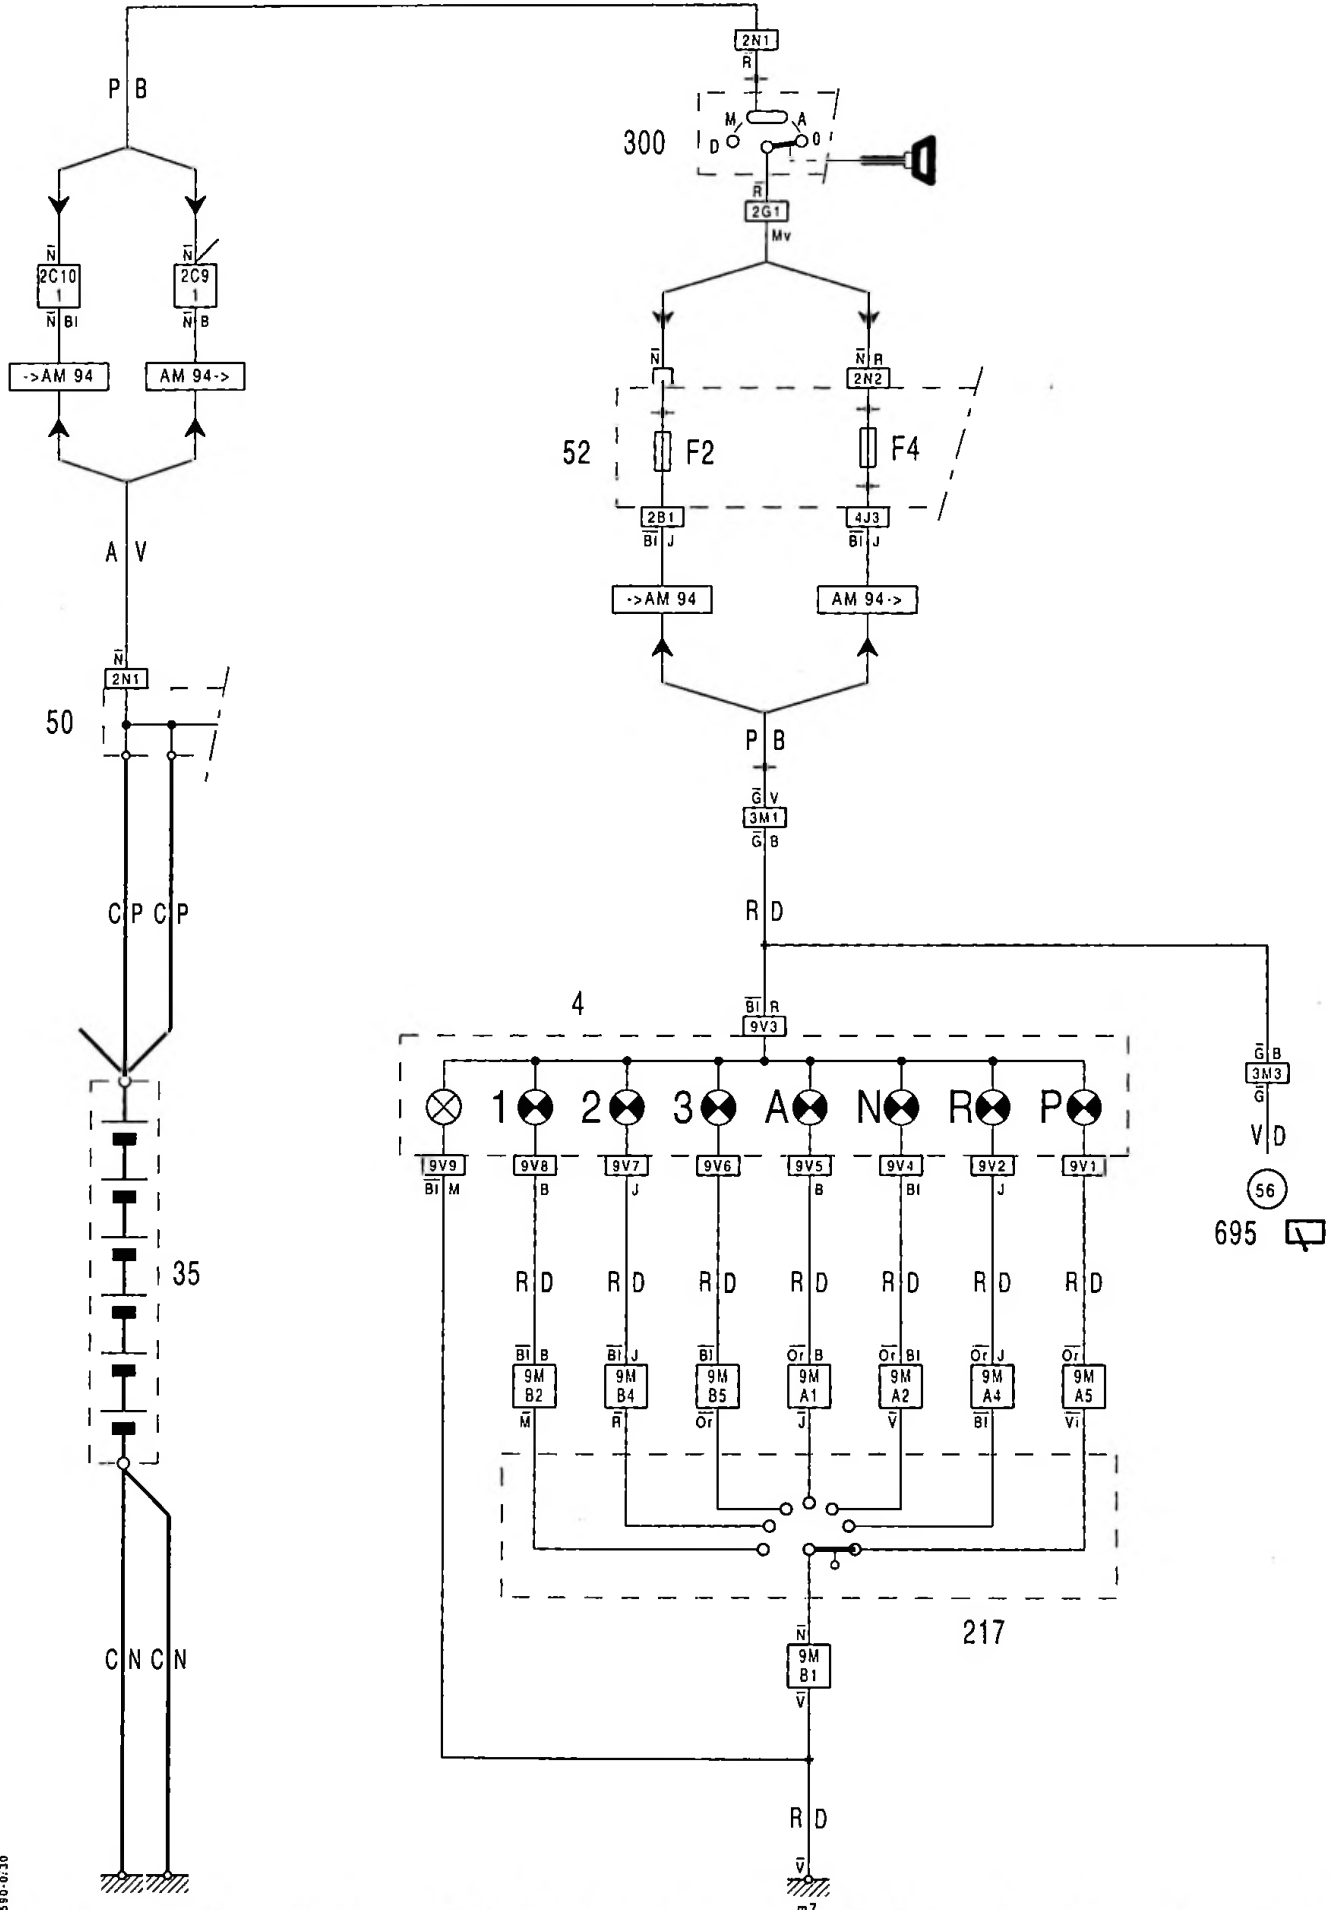 2N1
R
P B
M A
300
D 0
R
2G1
Mv
N N
2C10
1
2C9
1
N Bl N B
->AM 94 AM 94->
N N R
2N2
52 F2 F4
2B1 4J3
Bl J Bl J
A V
->AM 94 AM 94->
N
2N1
50
P B
G V
3M1
G B
C P C P
R D
4
Bl R
9V3
G B
3M3
G
V D
56
695
1 2 3 A N R P
9V9 9V8 9V7 9V6 9V5 9V4 9V2 9V1
Bl M B J B Bl J
35
R D R D R D R D R D R D R D
Bl B Bl J Bl Or B Or Bl Or J Or
9M 9M 9M 9M 9M 9M 9M
B2 B4 B5 A1 A2 A4 A5
M R Or J V Bl Vi
217
N
9M
B1
V
C N C N
R D
V
m7